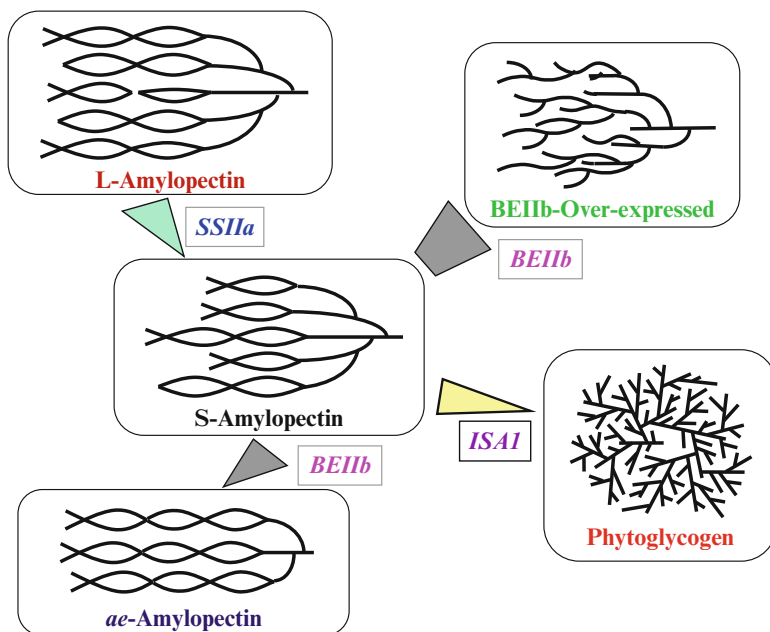 L-Amylopectin
BEIIb-Over-expressed
SSIIa
BEIIb
S-Amylopectin
ISA1
BEIIb
Phytoglycogen
ae-Amylopectin